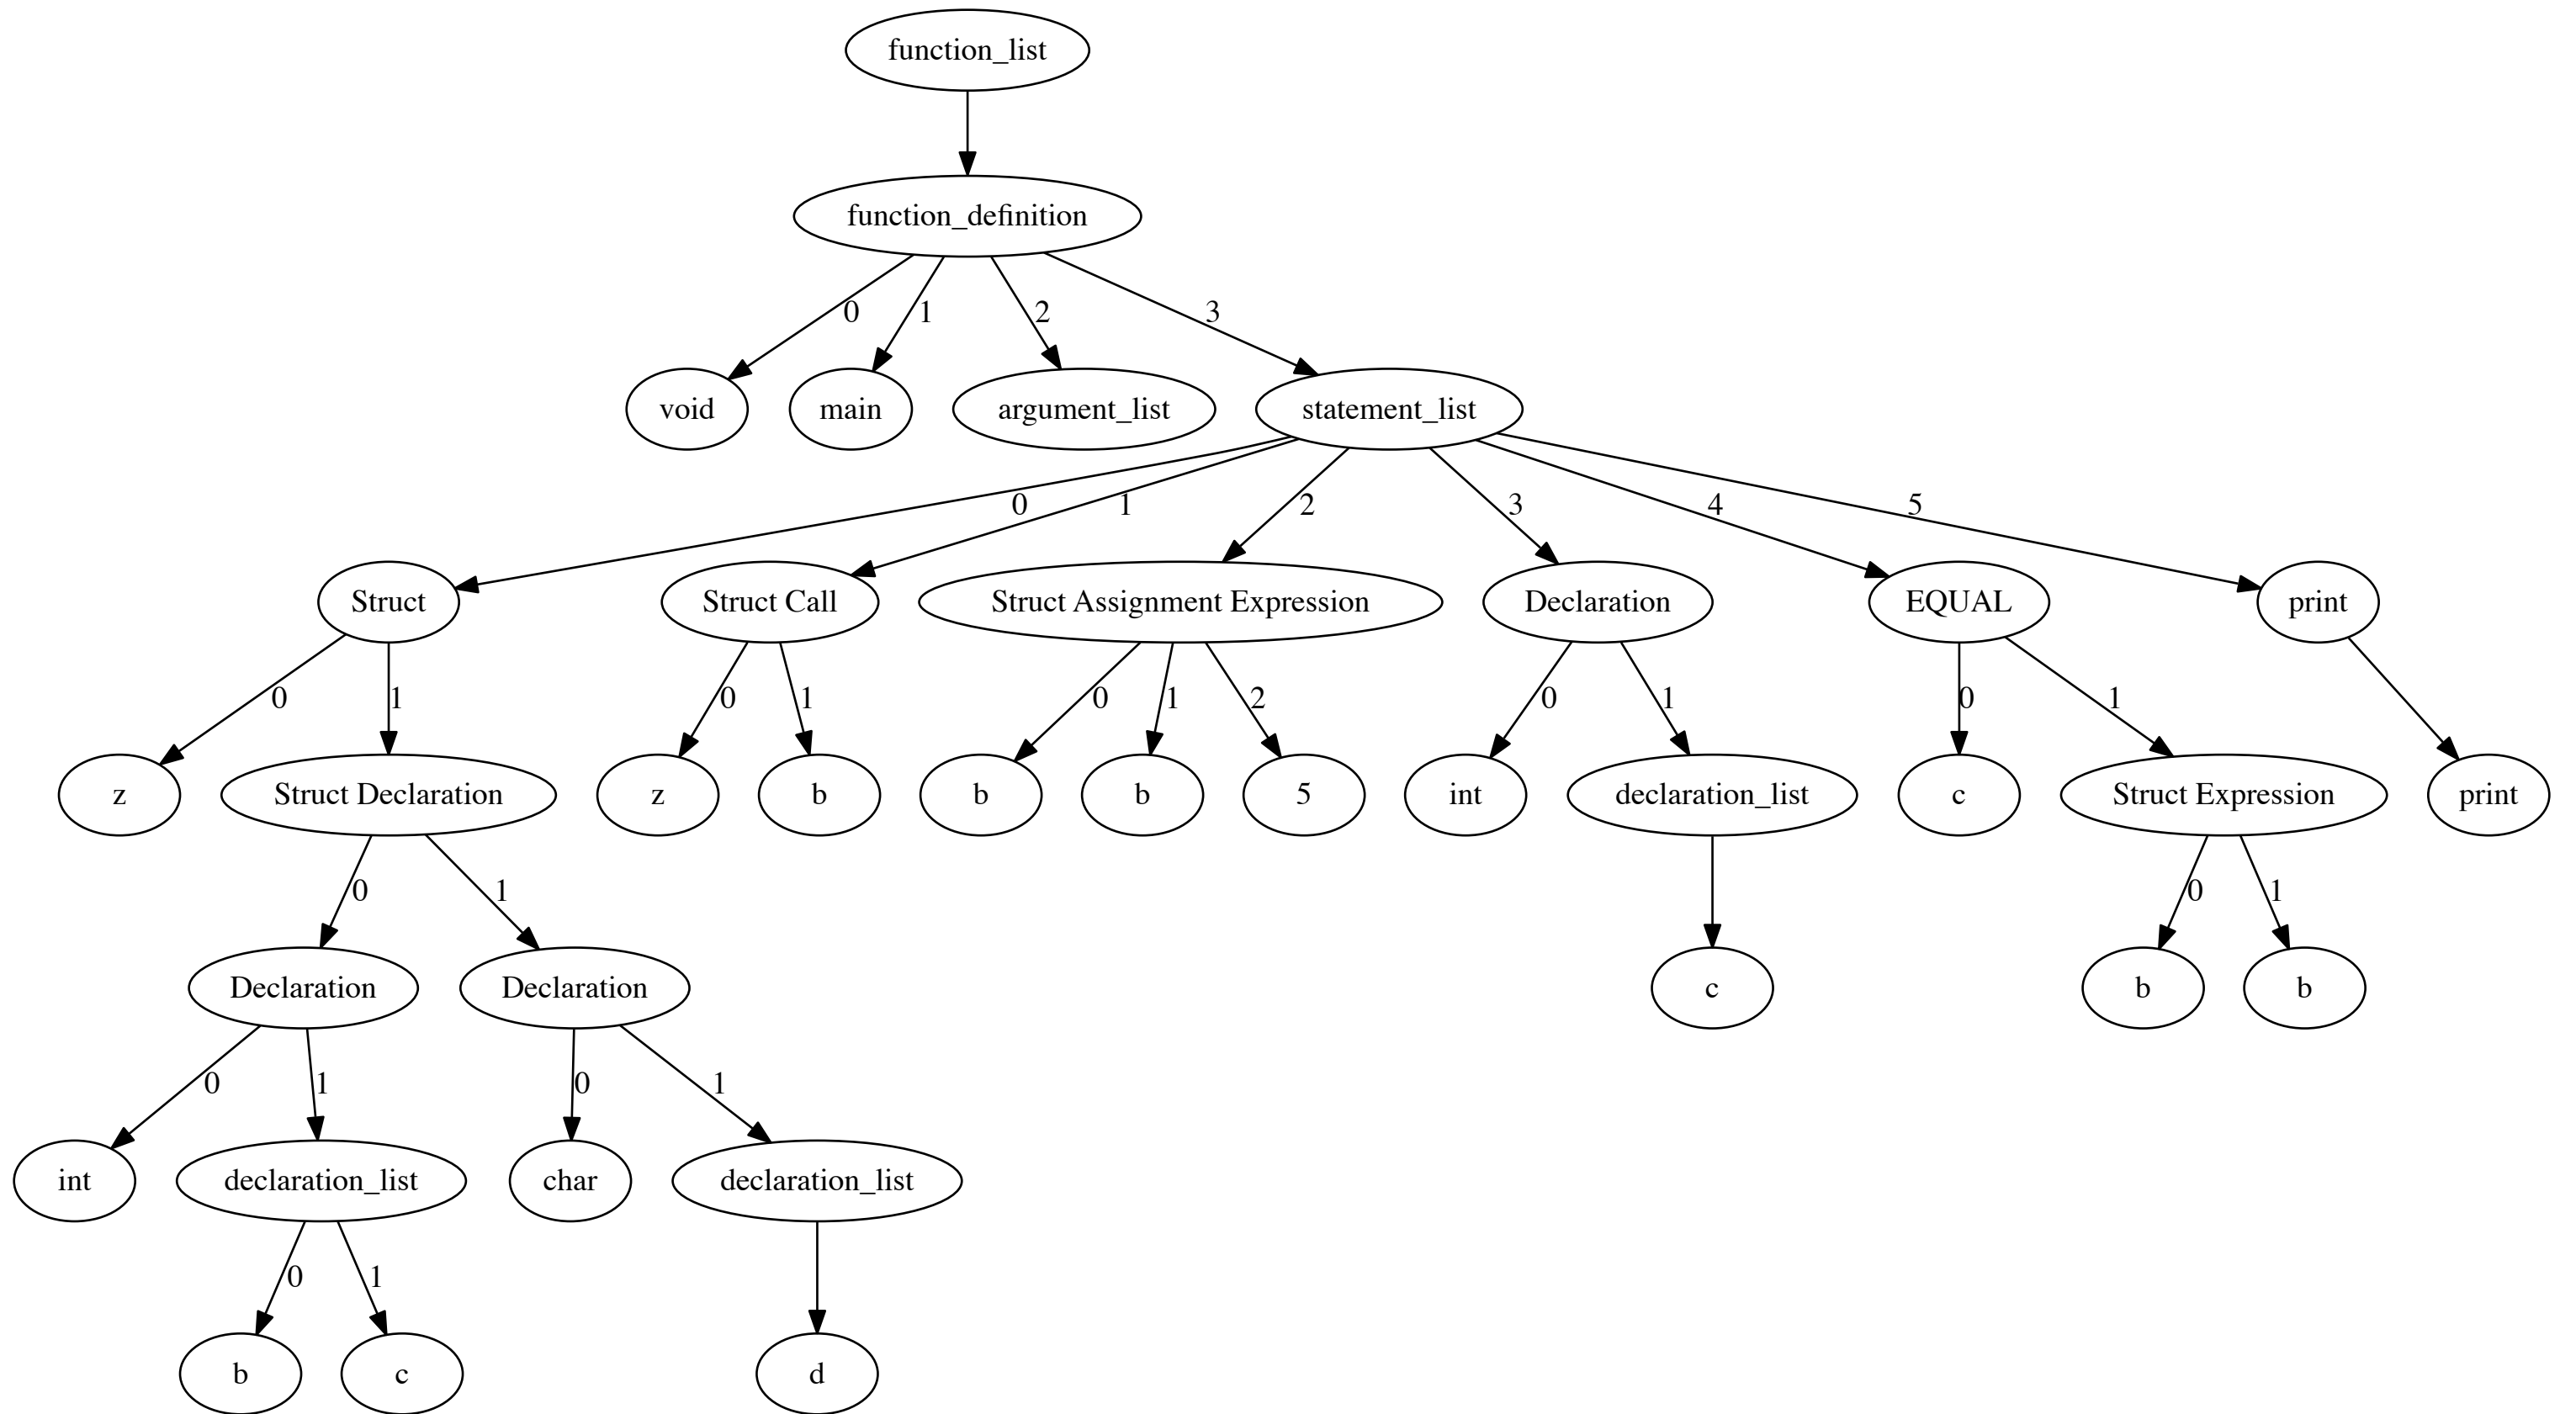 function_list
function_definition
0 1 2 3
void main argument_list statement_list
0 1 2 3 4 5
Struct Struct Call Struct Assignment Expression Declaration EQUAL print
0 1 0 1 0 1 2 0 1 0 1
z Struct Declaration z b b b 5 int declaration_list c Struct Expression print
0 1 0 1
Declaration Declaration c b b
0 1 0 1
int declaration_list char declaration_list
0 1
b c d